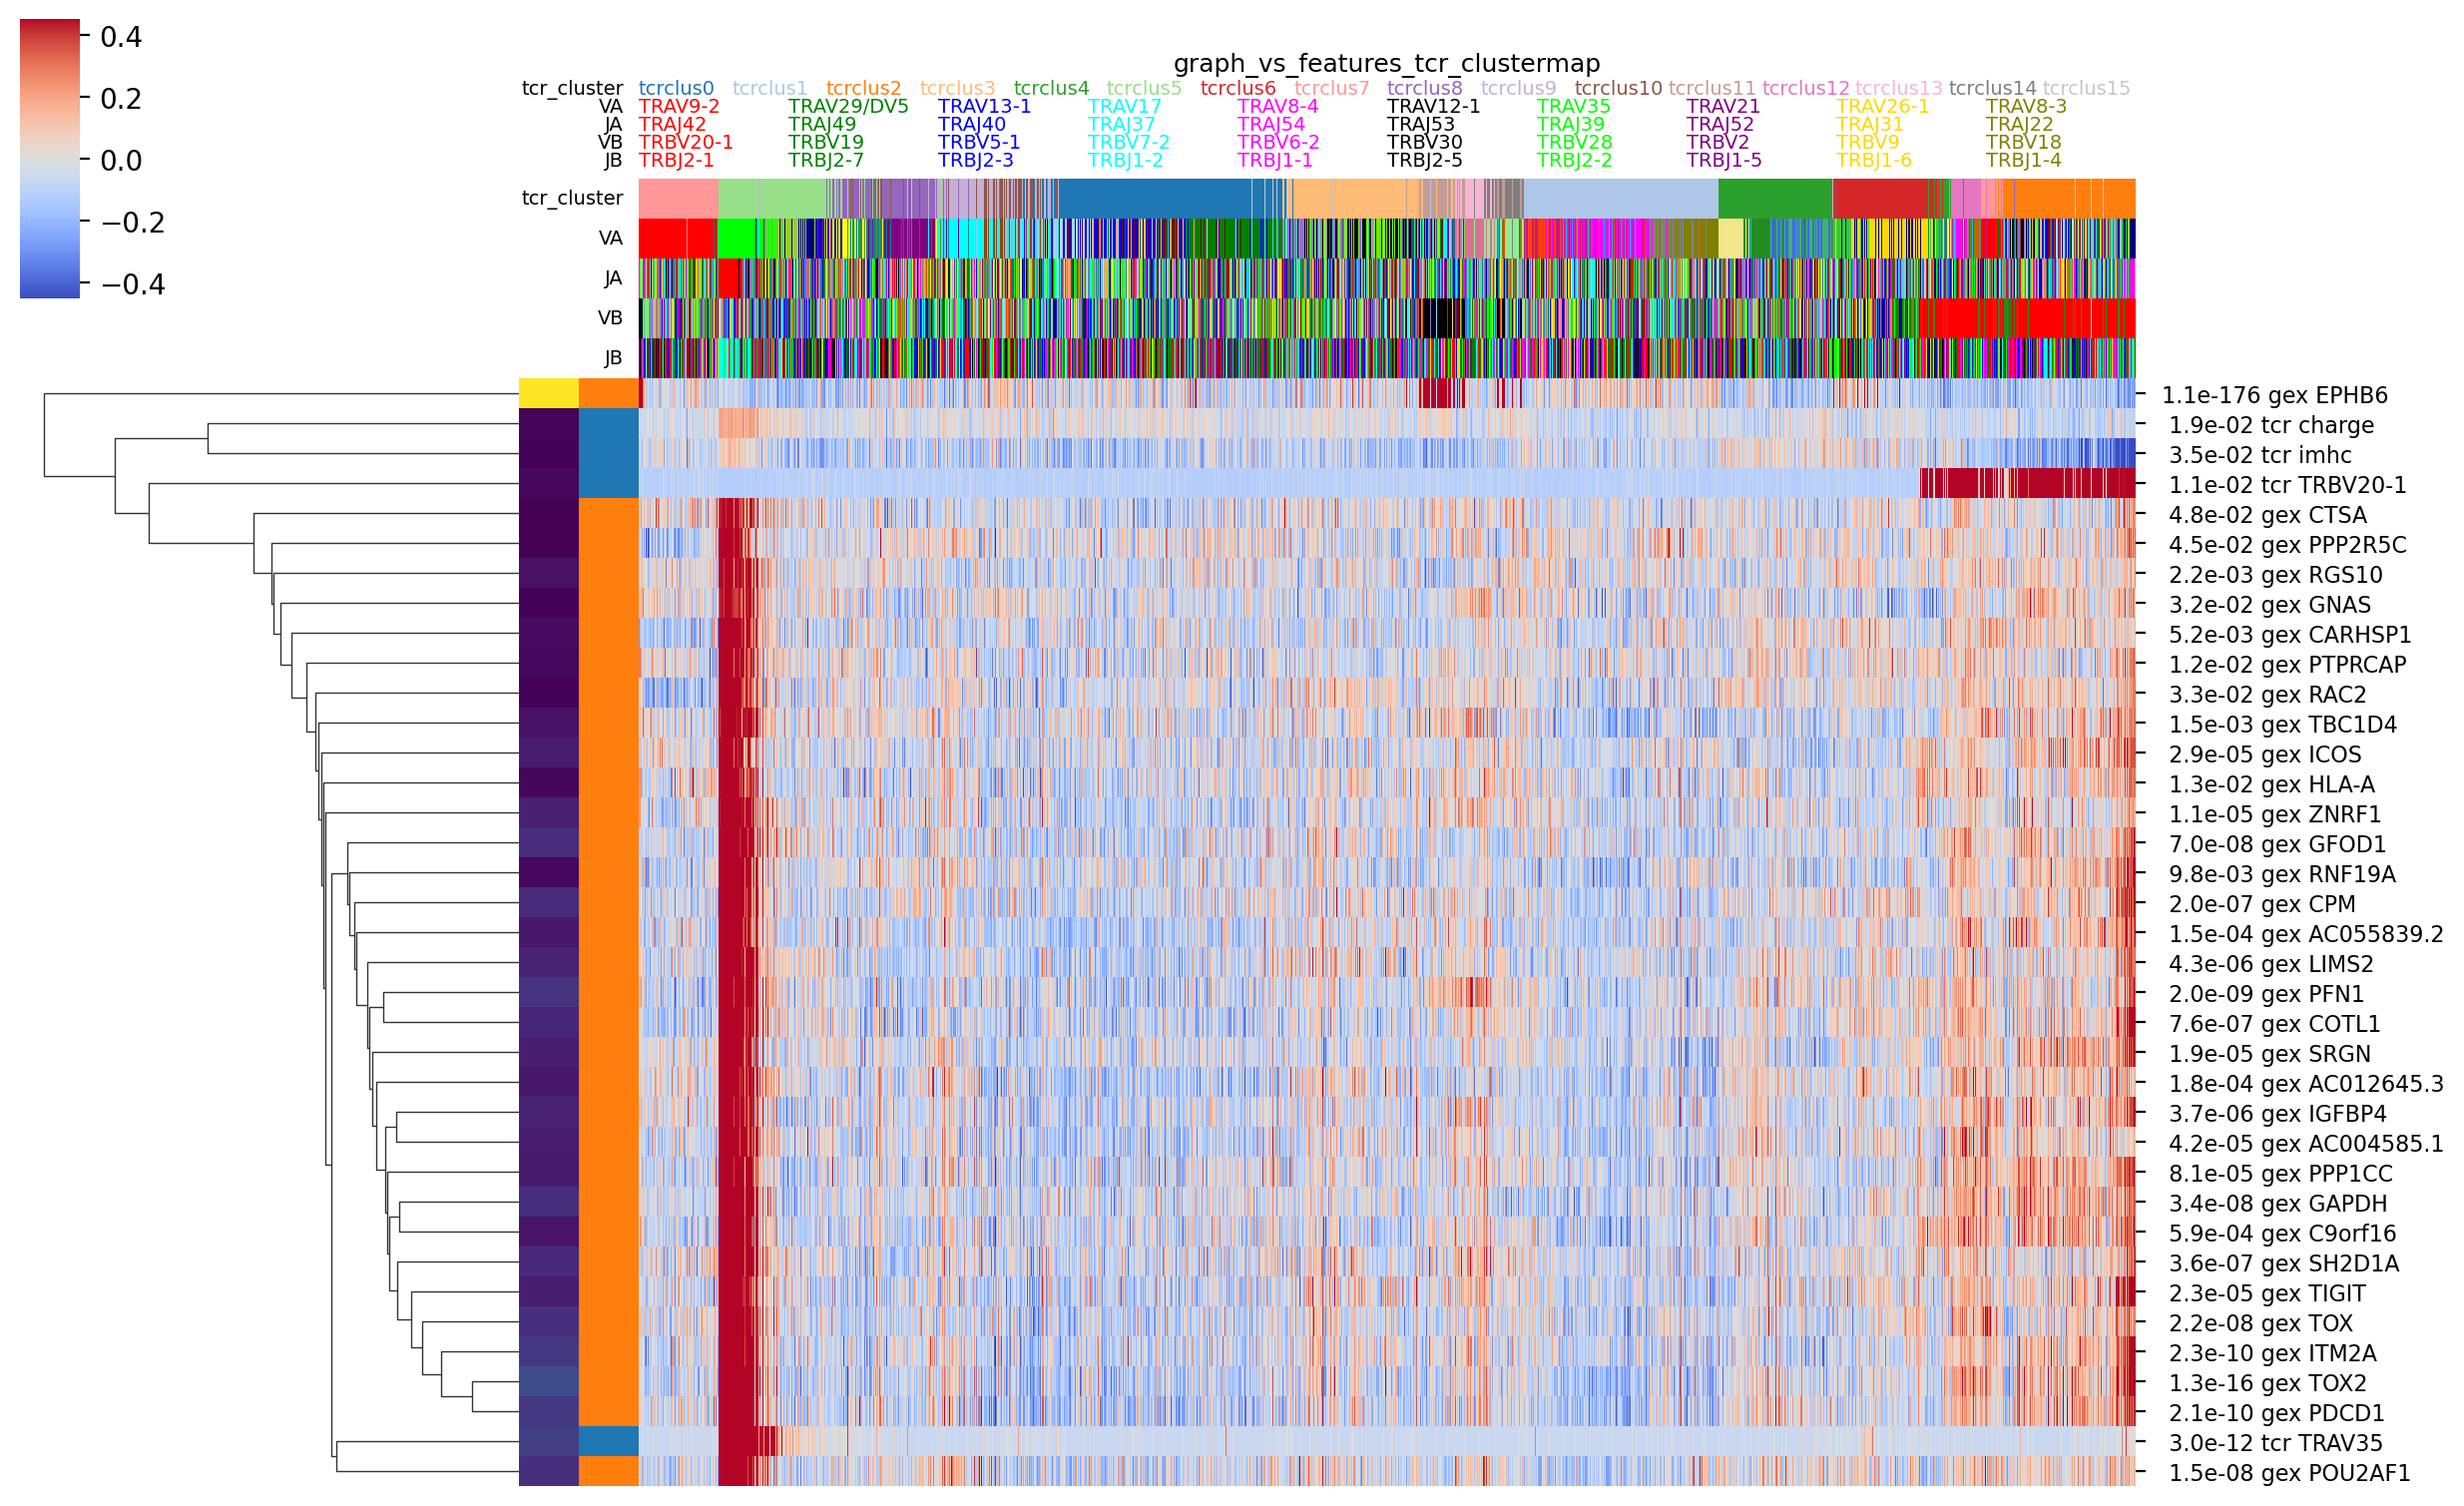 graph_vs_features_tcr_clustermap
tcr_cluster tcrclus0 tcrclus1 tcrclus2 tcrclus3 tcrclus4 tcrclus5 tcrclus6 tcrclus7 tcrclus8 tcrclus9 tcrclus10 tcrclus11 tcrclus12 tcrclus13 tcrclus14 tcrclus15
VA TRAV9-2 TRAV29/DV5 TRAV13-1 TRAV17 TRAV8-4 TRAV12-1 TRAV35 TRAV21 TRAV26-1 TRAV8-3
JA TRAJ42 TRAJ49 TRAJ40 TRAJ37 TRAJ54 TRAJ53 TRAJ39 TRAJ52 TRAJ31 TRAJ22
VB TRBV20-1 TRBV19 TRBV5-1 TRBV7-2 TRBV6-2 TRBV30 TRBV28 TRBV2 TRBV9 TRBV18
JB TRBJ2-1 TRBJ2-7 TRBJ2-3 TRBJ1-2 TRBJ1-1 TRBJ2-5 TRBJ2-2 TRBJ1-5 TRBJ1-6 TRBJ1-4
0.4
0.2
0.0
−0.2
−0.4
tcr_cluster
VA
JA
VB
JB
1.1e-176 gex EPHB6
1.9e-02 tcr charge
3.5e-02 tcr imhc
1.1e-02 tcr TRBV20-1
4.8e-02 gex CTSA
4.5e-02 gex PPP2R5C
2.2e-03 gex RGS10
3.2e-02 gex GNAS
5.2e-03 gex CARHSP1
1.2e-02 gex PTPRCAP
3.3e-02 gex RAC2
1.5e-03 gex TBC1D4
2.9e-05 gex ICOS
1.3e-02 gex HLA-A
1.1e-05 gex ZNRF1
7.0e-08 gex GFOD1
9.8e-03 gex RNF19A
2.0e-07 gex CPM
1.5e-04 gex AC055839.2
4.3e-06 gex LIMS2
2.0e-09 gex PFN1
7.6e-07 gex COTL1
1.9e-05 gex SRGN
1.8e-04 gex AC012645.3
3.7e-06 gex IGFBP4
4.2e-05 gex AC004585.1
8.1e-05 gex PPP1CC
3.4e-08 gex GAPDH
5.9e-04 gex C9orf16
3.6e-07 gex SH2D1A
2.3e-05 gex TIGIT
2.2e-08 gex TOX
2.3e-10 gex ITM2A
1.3e-16 gex TOX2
2.1e-10 gex PDCD1
3.0e-12 tcr TRAV35
1.5e-08 gex POU2AF1